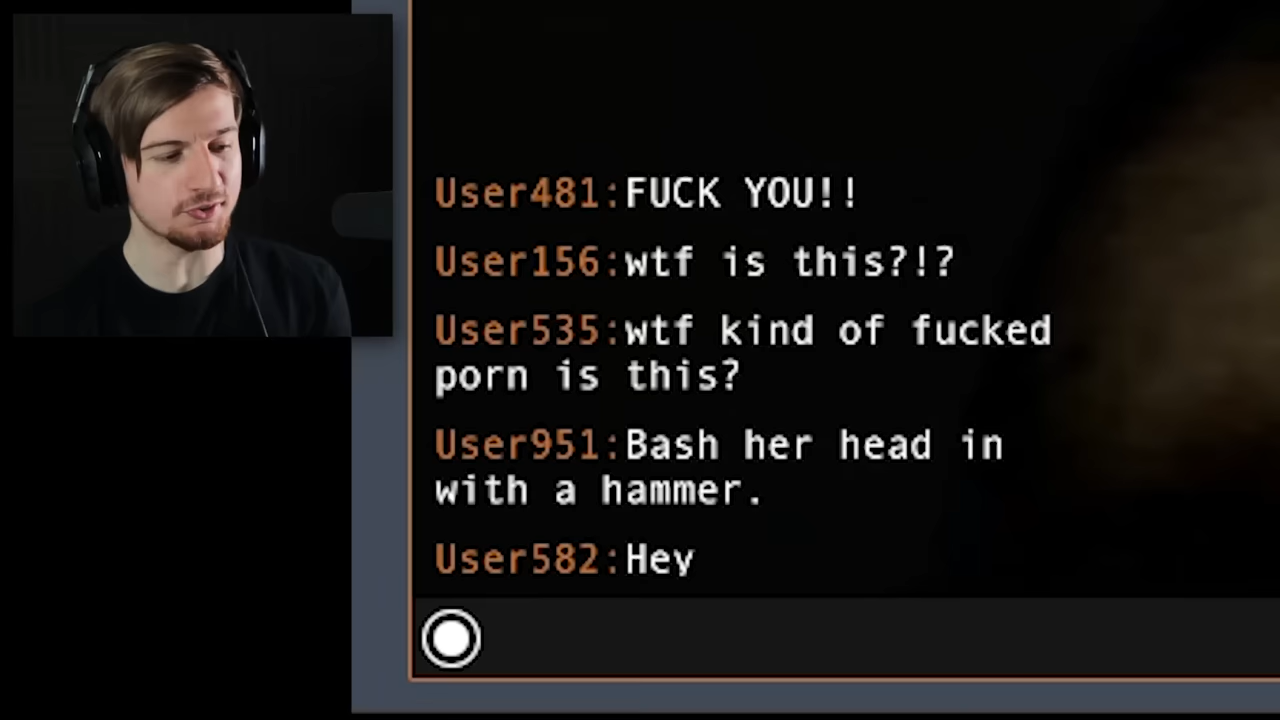 User481:FUCK YOU!!
User156:wtf is this?!?
User535:wtf kind of fucked
porn is this?
User951:Bash her head in
with a hammer.
User582:Hey